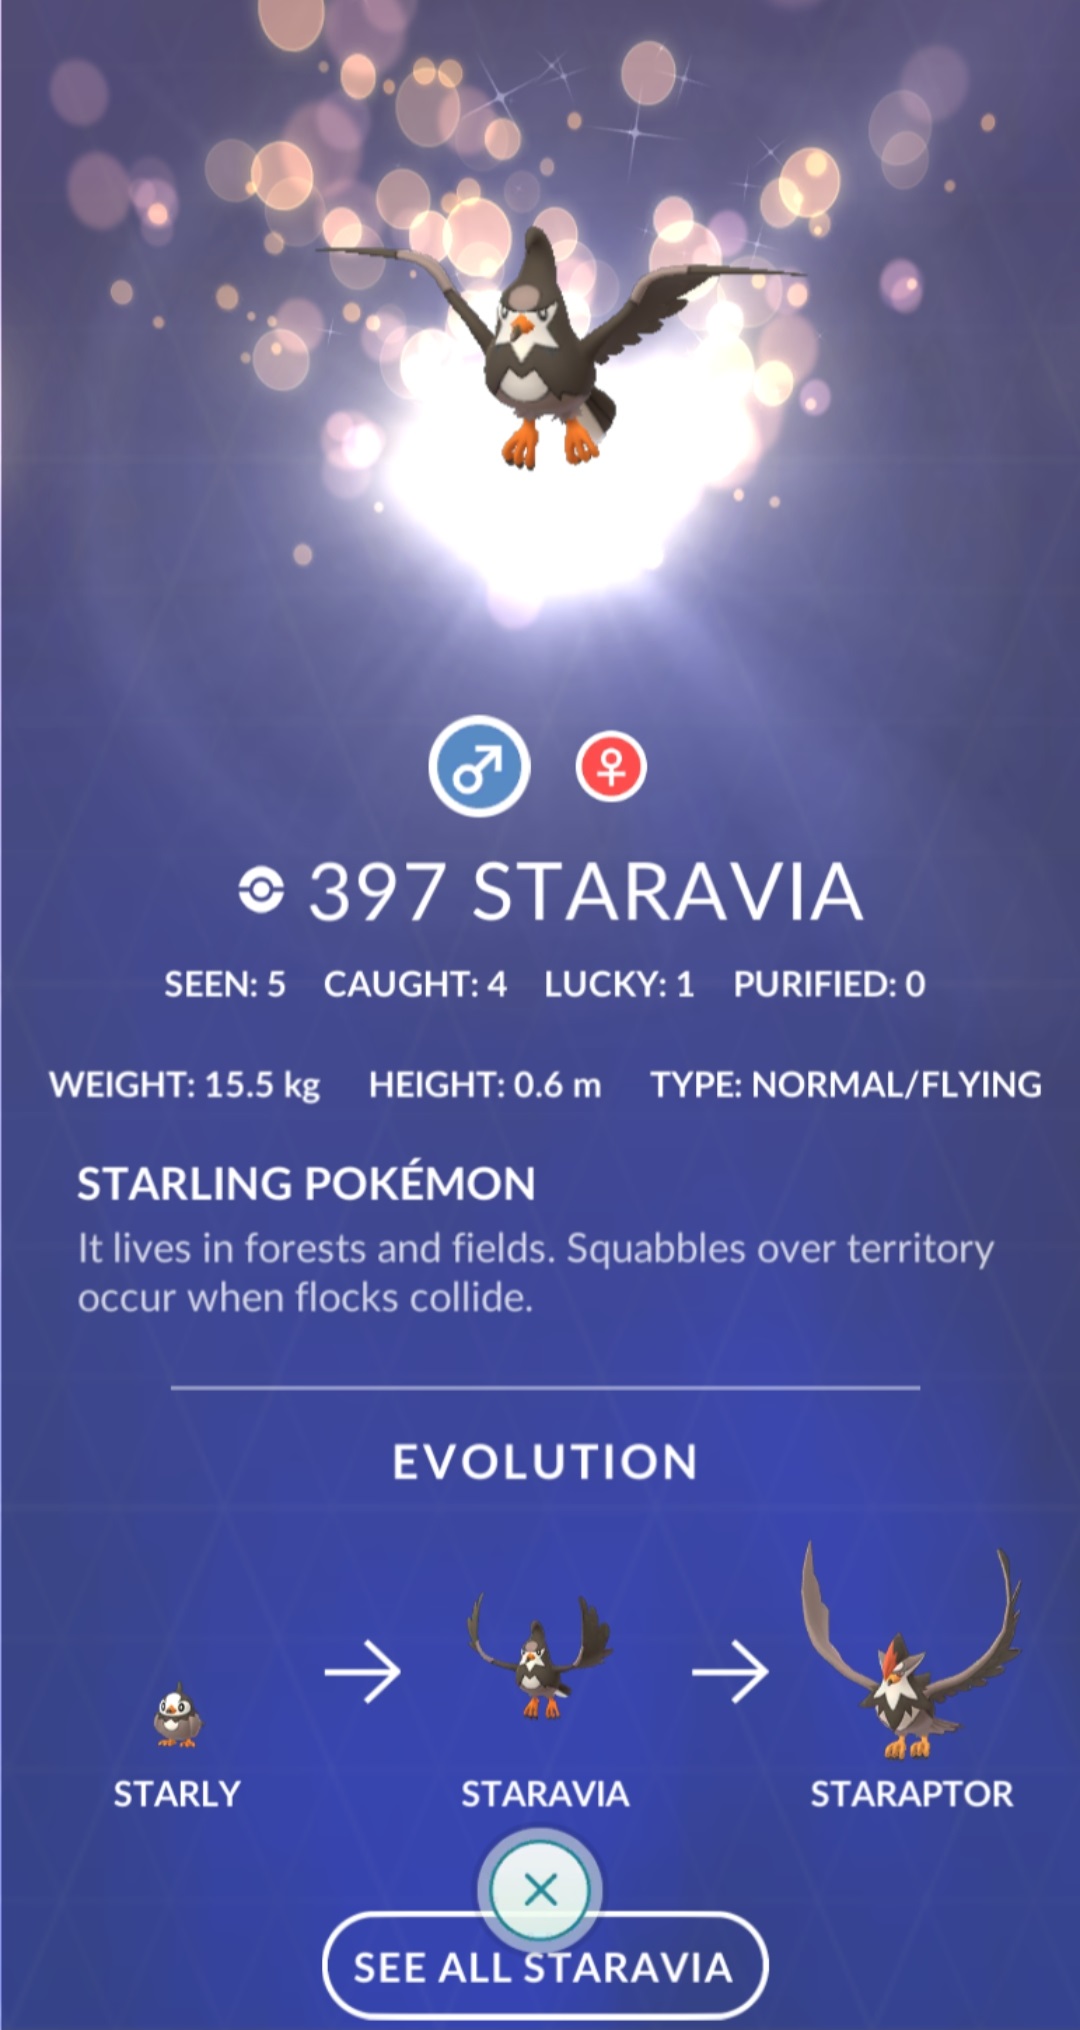 397 STARAVIA
SEEN: 5 CAUGHT: 4 LUCKY: 1 PURIFIED: 0
WEIGHT: 15.5 kg HEIGHT: 0.6 m TYPE: NORMAL/FLYING
STARLING POKÉMON
It lives in forests and fields. Squabbles over territory
occur when flocks collide.
EVOLUTION
STARLY STARAVIA STARAPTOR
SEE ALL STARAVIA